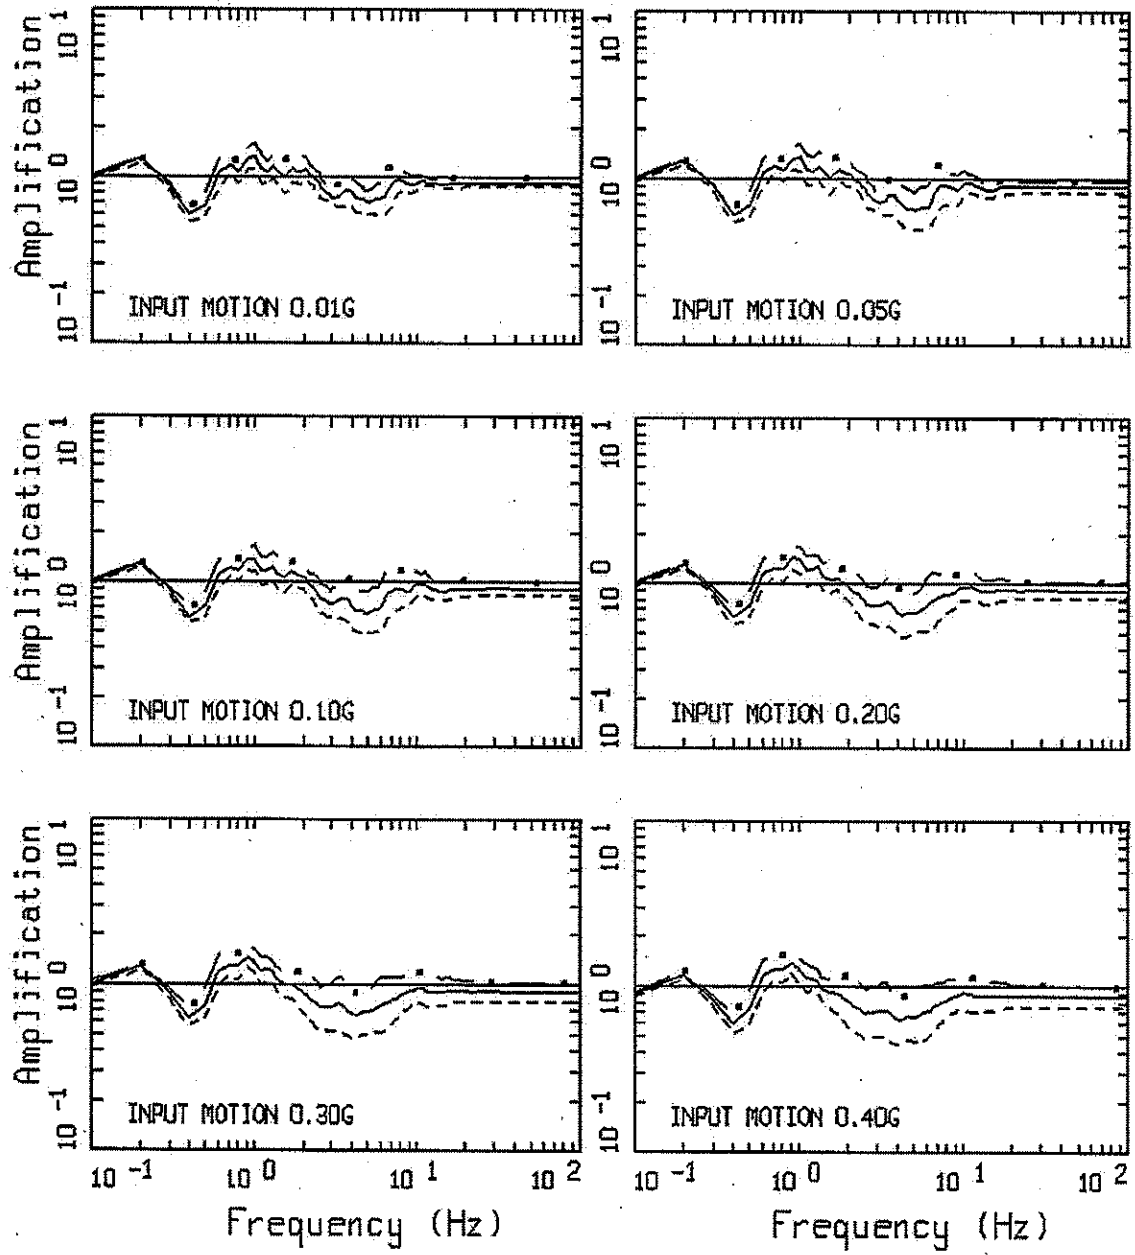 Amplification
10 1
10 0
10 -1
INPUT MOTION 0.01G
10 1
10 0
10 -1
INPUT MOTION 0.05G
Amplification
10 1
10 0
10 -1
INPUT MOTION 0.10G
10 1
10 0
10 -1
INPUT MOTION 0.20G
Amplification
10 1
10 0
10 -1
INPUT MOTION 0.30G
10 1
10 0
10 -1
INPUT MOTION 0.40G
10 -1 10 0 10 1 10 2
10 -1 10 0 10 1 10 2
Frequency (Hz)
Frequency (Hz)